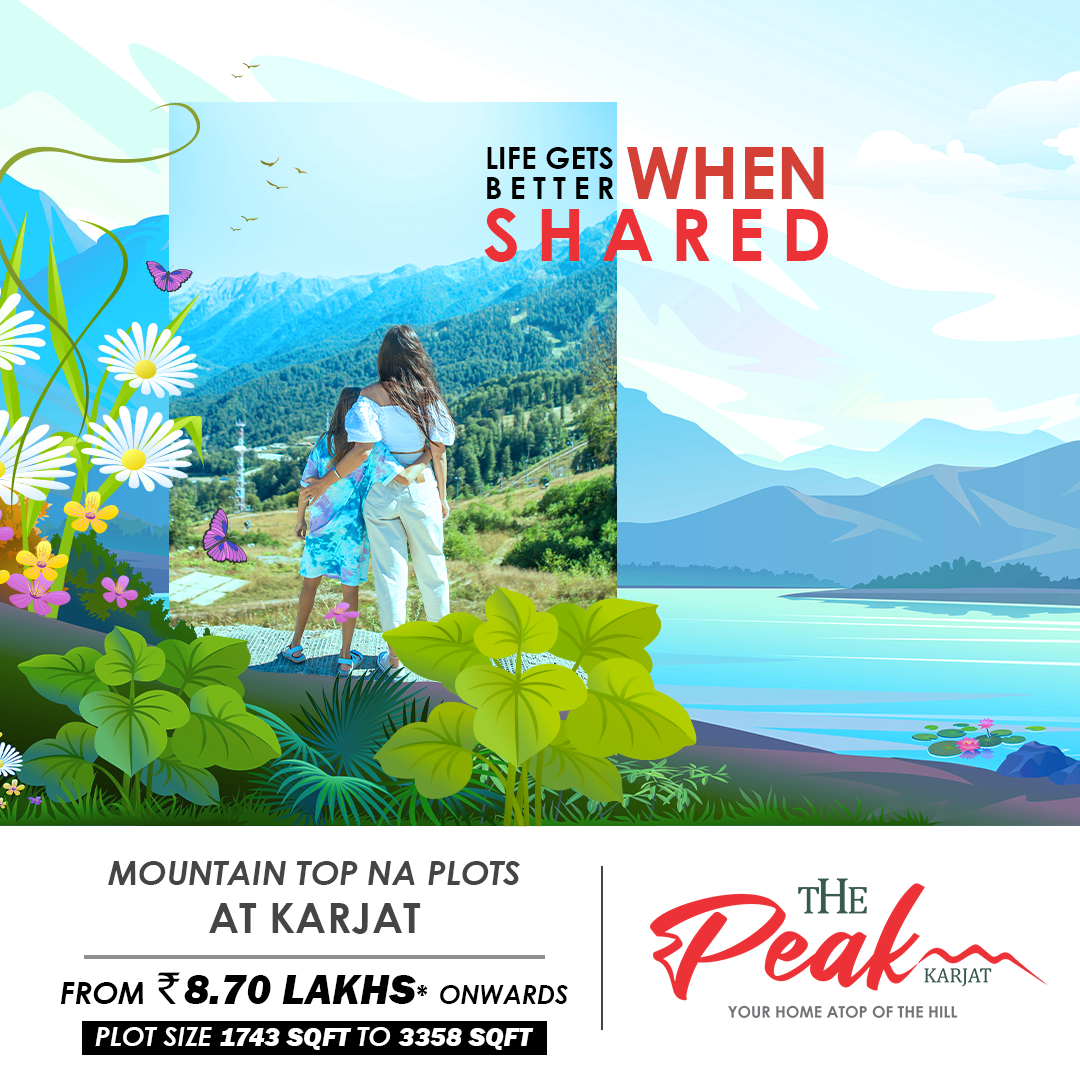 LIFE GETS
BETTER WHEN
SHARED
MOUNTAIN TOP NA PLOTS
AT KARJAT
FROM ₹ 8.70 LAKHS* ONWARDS
PLOT SIZE 1743 SQFT TO 3358 SQFT
THE
Peak
KARJAT
YOUR HOME ATOP OF THE HILL